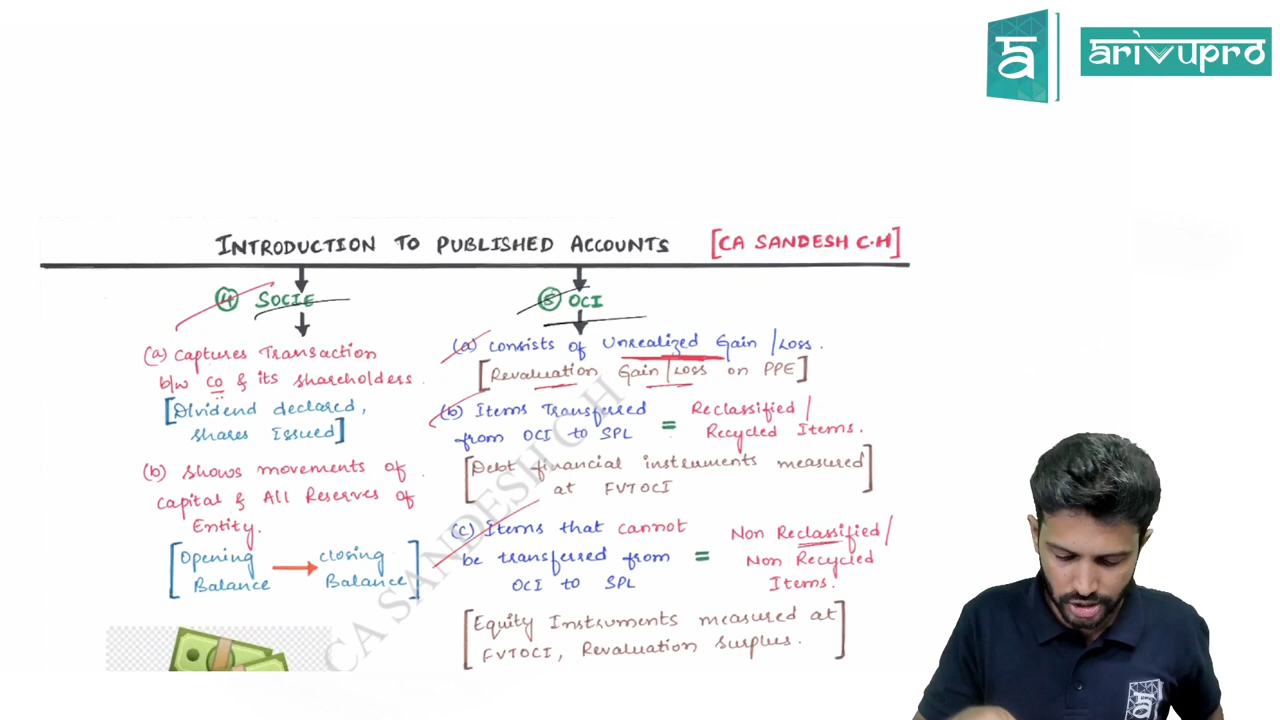 a
arivupro
INTRODUCTION TO PUBLISHED ACCOUNTS [CA SANDESH C.H]
④ SOCIE
(a) Captures Transaction
b/w Co & its shareholders.
[Dividend declared,
shares Issued]
(b) Shows movements of
Capital & All Reserves of
Entity.
[Opening Balance → closing Balance]
⑤ OCI
(a) Consists of Unrealized Gain / Loss.
[Revaluation Gain / Loss on PPE]
(b) Items Transferred
from OCI to SPL
= Reclassified /
Recycled Items.
[Debt financial instruments measured
at FVTOCI]
(c) Items that cannot
be transferred from
OCI to SPL
= Non Reclassified /
Non Recycled
Items.
[Equity Instruments measured at
FVTOCI, Revaluation surplus.]
CA SANDESH C H